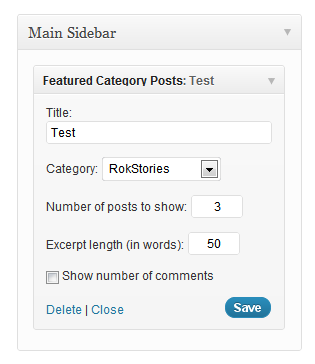 Main Sidebar
Featured Category Posts: Test
Title:
Test
Category: RokStories
Number of posts to show: 3
Excerpt length (in words): 50
Show number of comments
Delete | Close Save